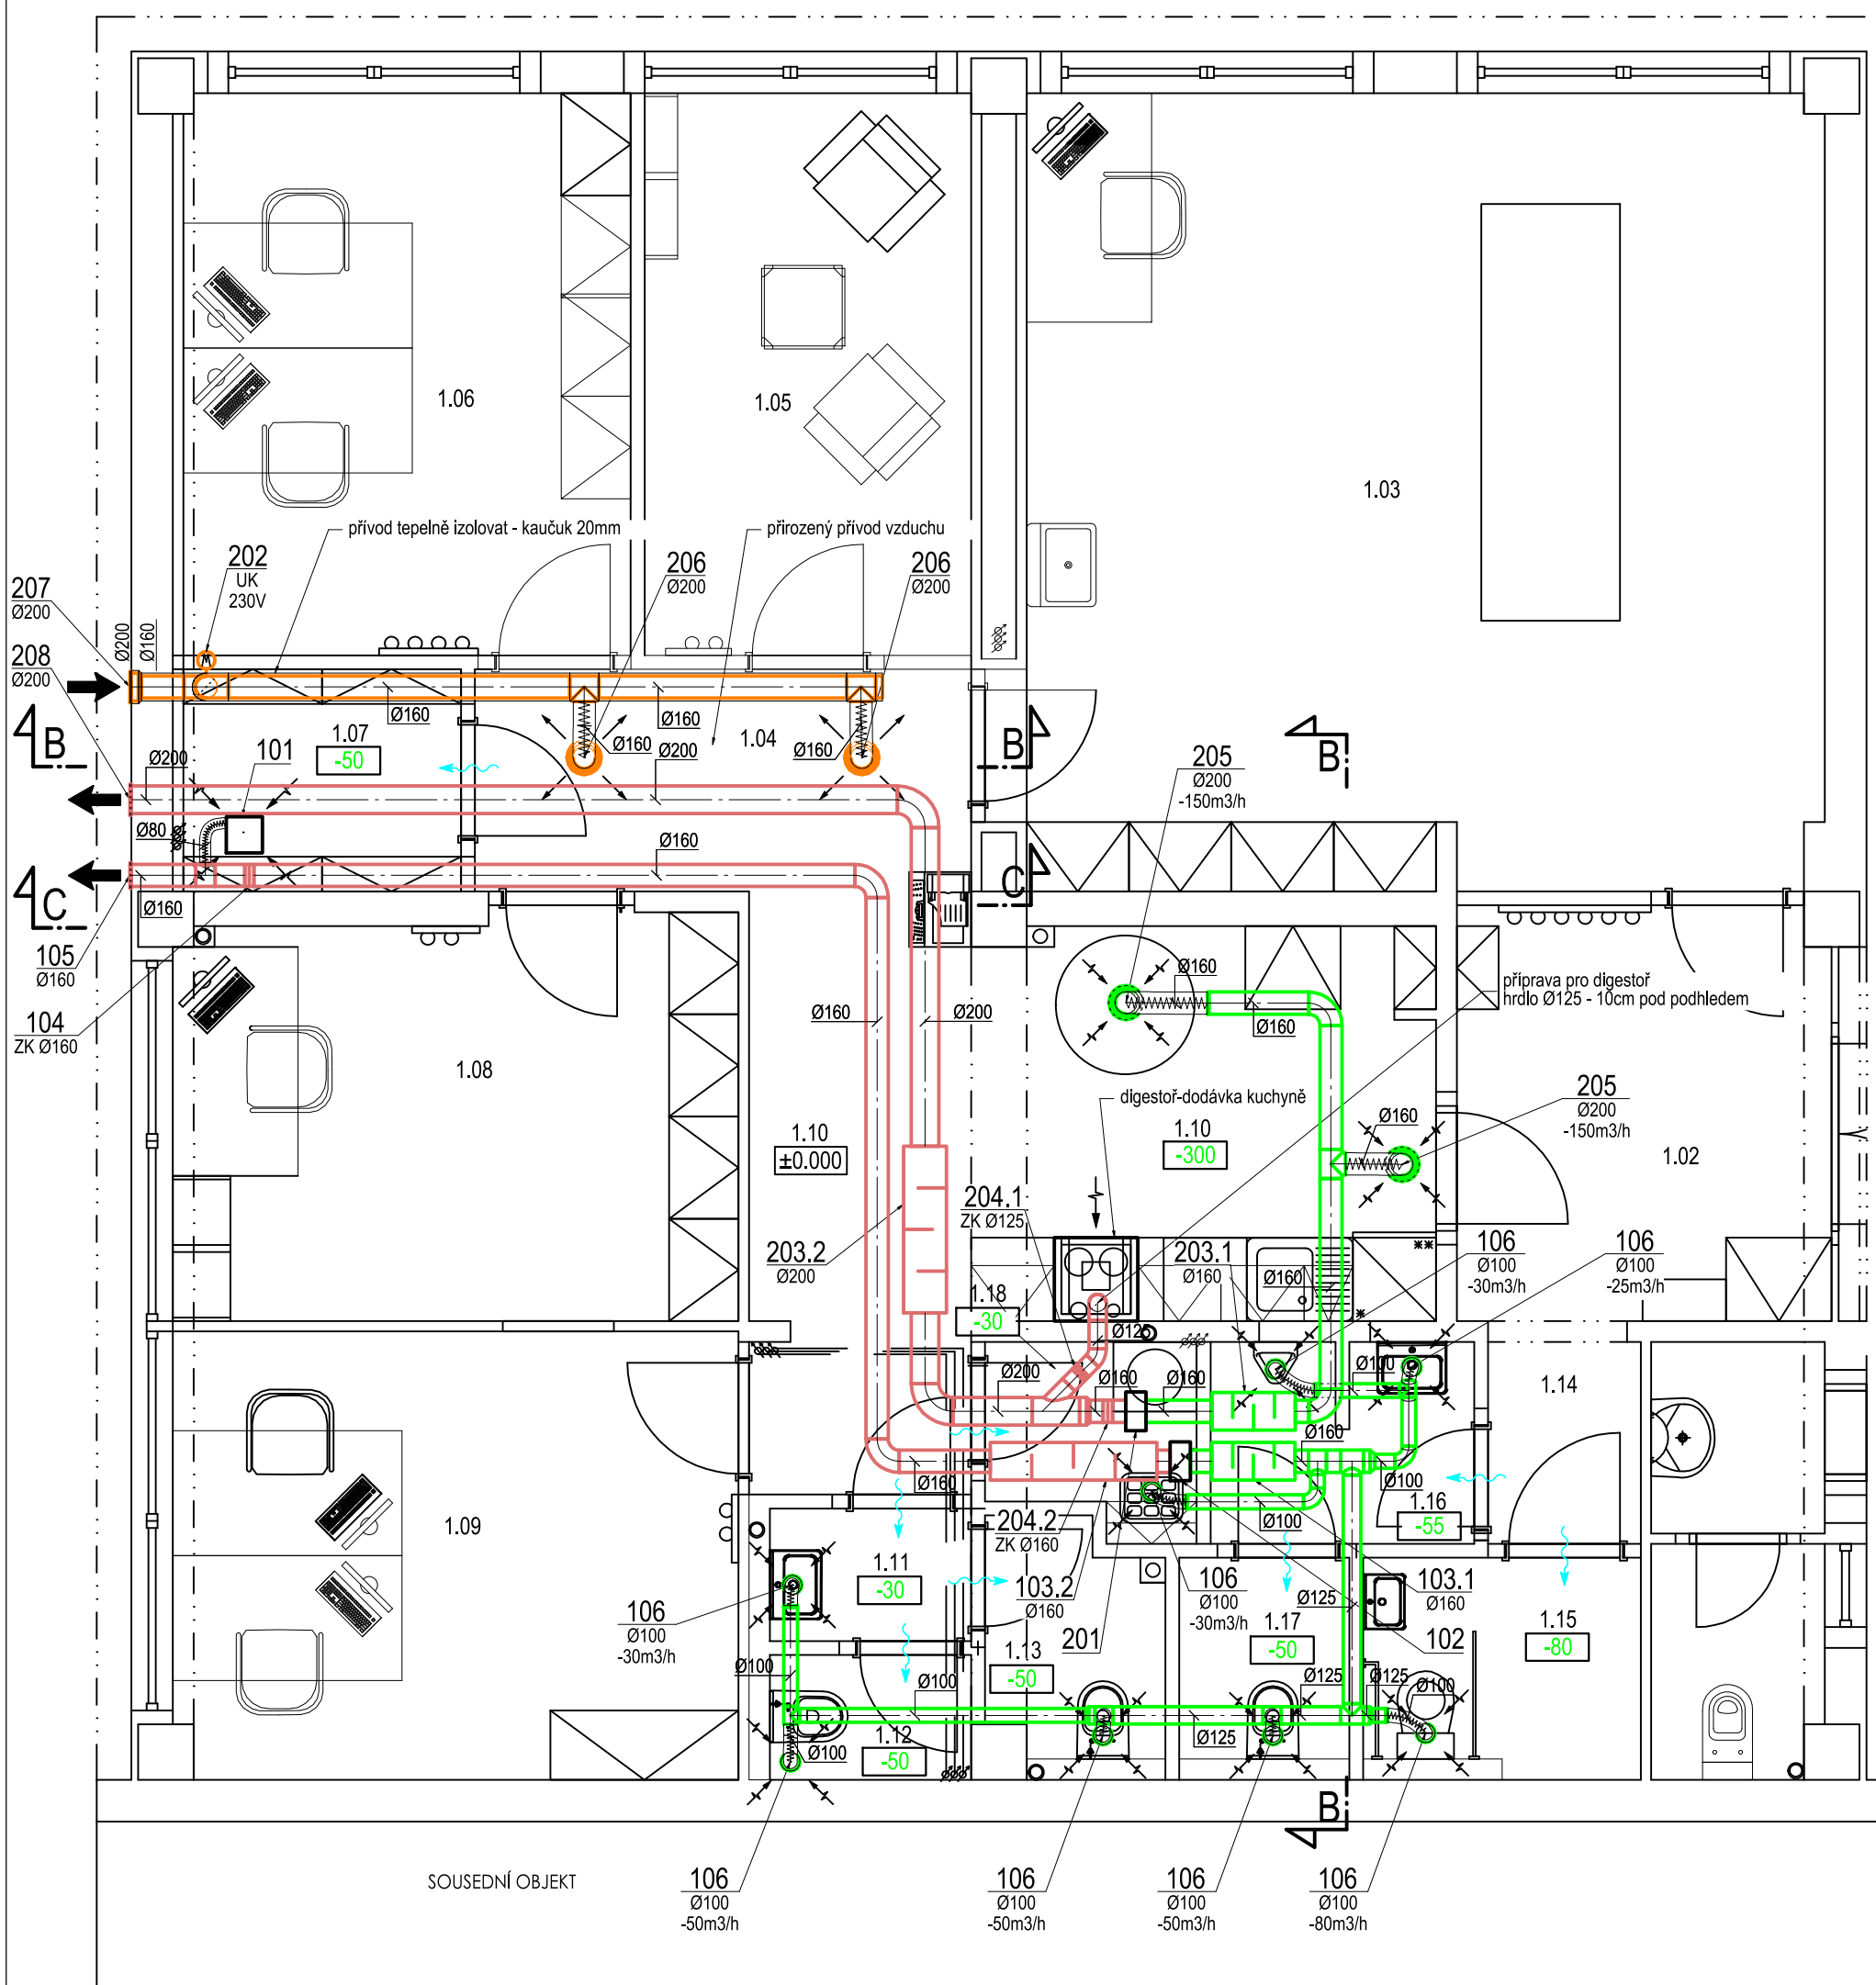 1.06
1.05
1.03
přívod tepelně izolovat - kaučuk 20mm
přirozený přívod vzduchu
202
UK
230V
206
Ø200
206
Ø200
207
Ø200
208
Ø200
Ø200
Ø160
Ø160
Ø160
B
1.07
-50
101
Ø160
Ø200
1.04
Ø160
B
B
Ø200
205
Ø200
-150m3/h
Ø80
Ø160
C
C
Ø160
105
Ø160
104
ZK Ø160
Ø160
Ø160
příprava pro digestoř
hrdlo Ø125 - 10cm pod podhledem
Ø160
Ø200
1.08
digestoř-dodávka kuchyně
205
Ø200
-150m3/h
Ø160
1.10
±0.000
1.10
-300
1.02
204.1
ZK Ø125
203.2
Ø200
203.1
Ø160
Ø160
**
*
106
Ø100
-30m3/h
106
Ø100
-25m3/h
1.18
-30
Ø125
Ø200
Ø160
Ø160
Ø100
1.14
Ø160
Ø160
Ø100
1.16
-55
Ø100
1.09
204.2
ZK Ø160
1.11
-30
103.2
Ø160
106
Ø100
-30m3/h
103.1
Ø160
106
Ø100
-30m3/h
201
1.17
-50
Ø125
102
1.15
-80
Ø100
Ø100
1.13
-50
Ø125
Ø125
Ø100
1.12
-50
Ø100
Ø125
B
SOUSEDNÍ OBJEKT
106
Ø100
-50m3/h
106
Ø100
-50m3/h
106
Ø100
-50m3/h
106
Ø100
-80m3/h